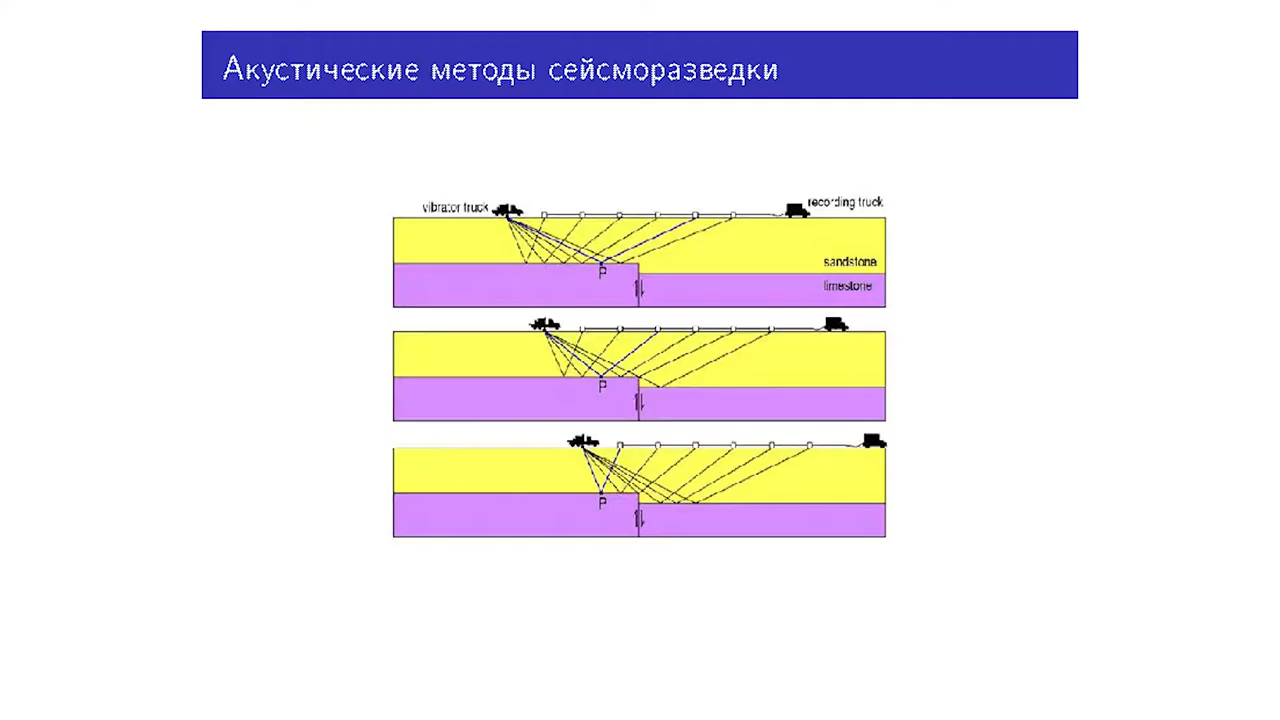 Акустические методы сейсморазведки
vibrator truck
recording truck
sandstone
P
limestone
P
P